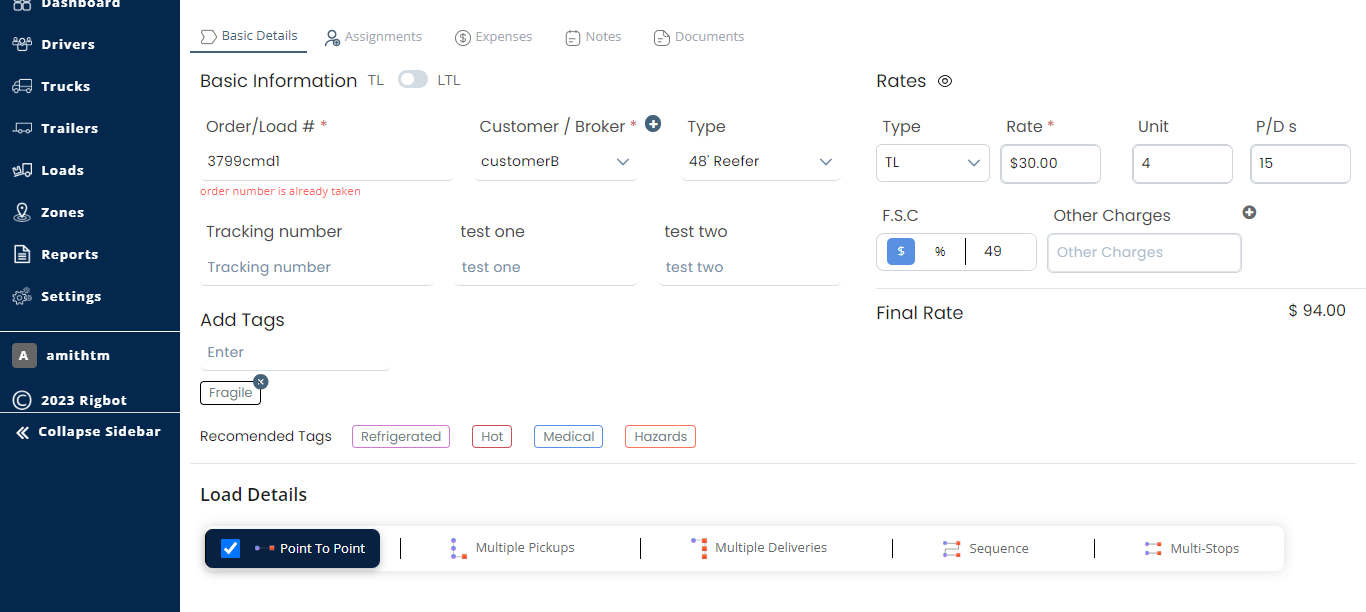 Dashboard
Drivers
Trucks
Trailers
Loads
Zones
Reports
Settings
A amithtm
© 2023 Rigbot
Collapse Sidebar
Basic Details Assignments $ Expenses Notes Documents
Basic Information TL LTL
Order/Load # * Customer / Broker * Type
3799cmd1 customerB 48' Reefer
order number is already taken
Tracking number test one test two
Tracking number test one test two
Add Tags
Enter
Fragile
Recomended Tags Refrigerated Hot Medical Hazards
Rates
Type Rate * Unit P/D s
TL $30.00 4 15
F.S.C Other Charges
$ % 49 Other Charges
Final Rate $ 94.00
Load Details
Point To Point Multiple Pickups Multiple Deliveries Sequence Multi-Stops